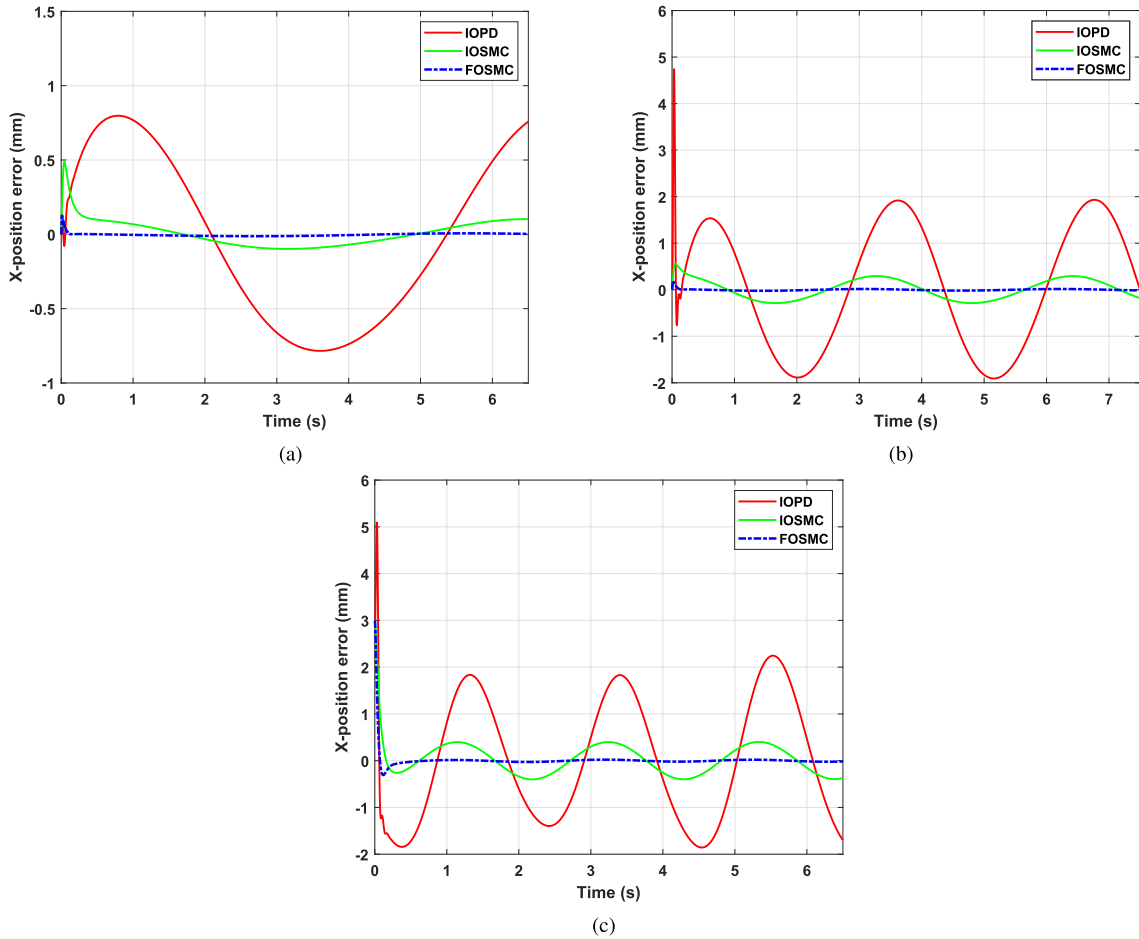 1.5
1
0.5
0
-0.5
-1
X-position error (mm)
IOPD
IOSMC
FOSMC
0 1 2 3 4 5 6
Time (s)
(a)
6
5
4
3
2
1
0
-1
-2
X-position error (mm)
IOPD
IOSMC
FOSMC
0 1 2 3 4 5 6 7
Time (s)
(b)
6
5
4
3
2
1
0
-1
-2
X-position error (mm)
IOPD
IOSMC
FOSMC
0 1 2 3 4 5 6
Time (s)
(c)